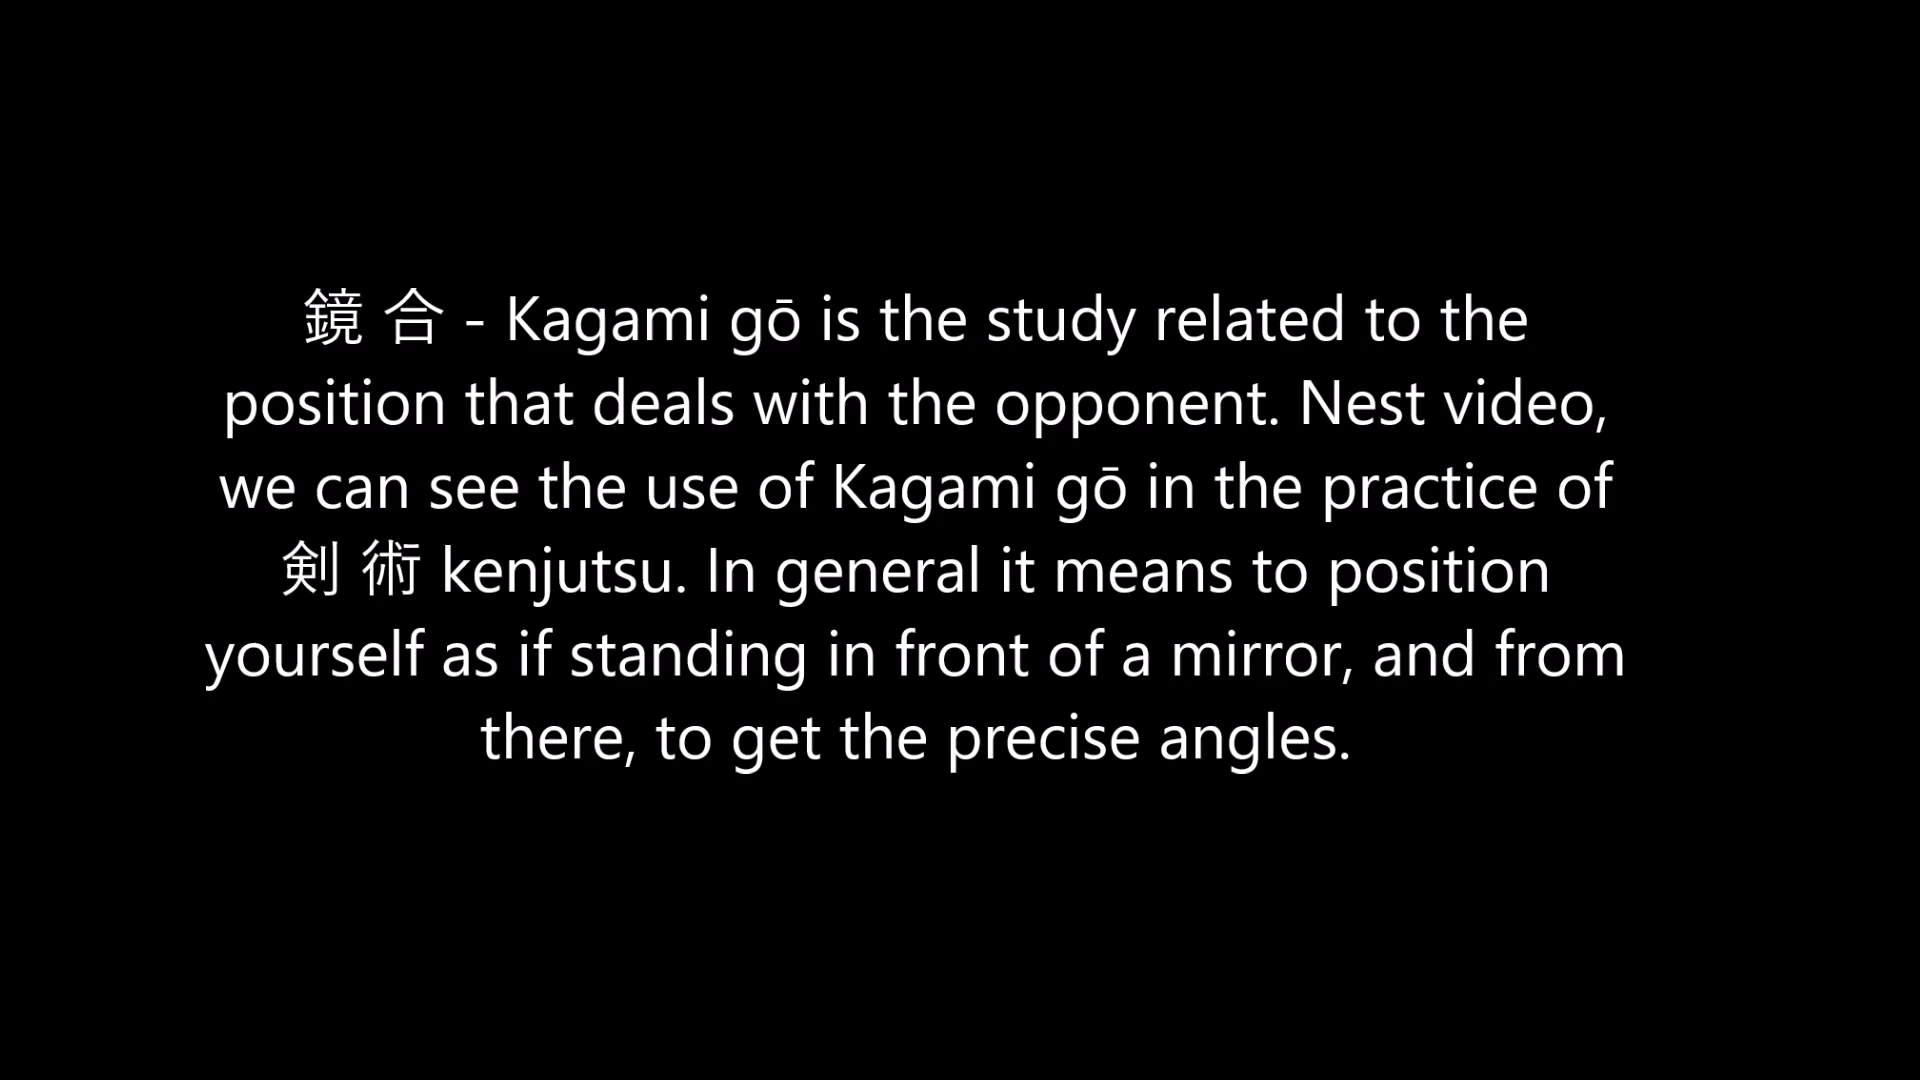 鏡 合 - Kagami gō is the study related to the
position that deals with the opponent. Nest video,
we can see the use of Kagami gō in the practice of
剣 術 kenjutsu. In general it means to position
yourself as if standing in front of a mirror, and from
there, to get the precise angles.